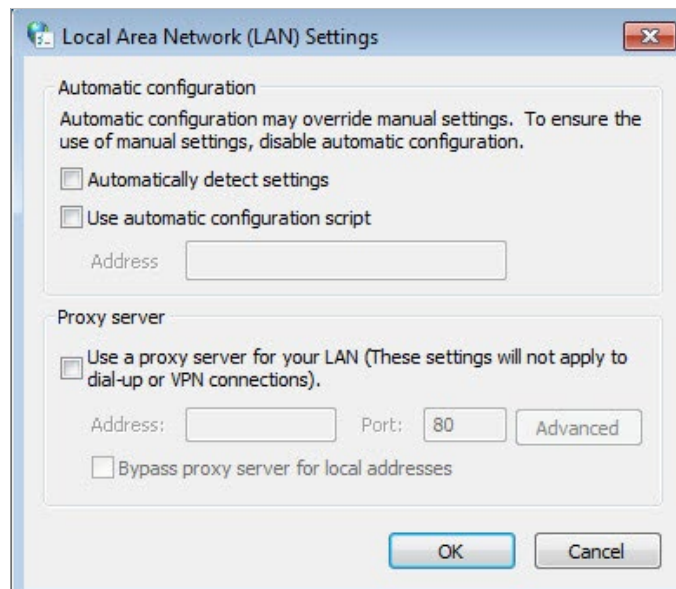 Local Area Network (LAN) Settings
Automatic configuration
Automatic configuration may override manual settings. To ensure the
use of manual settings, disable automatic configuration.
Automatically detect settings
Use automatic configuration script
Address
Proxy server
Use a proxy server for your LAN (These settings will not apply to
dial-up or VPN connections).
Address: Port: 80 Advanced
Bypass proxy server for local addresses
OK Cancel